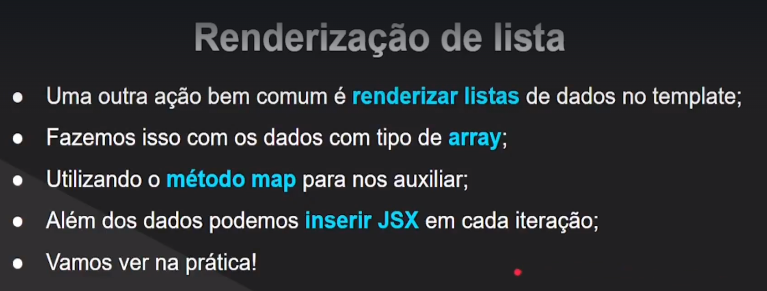 Renderização de lista
● Uma outra ação bem comum é renderizar listas de dados no template;
● Fazemos isso com os dados com tipo de array;
● Utilizando o método map para nos auxiliar;
● Além dos dados podemos inserir JSX em cada iteração;
● Vamos ver na prática!